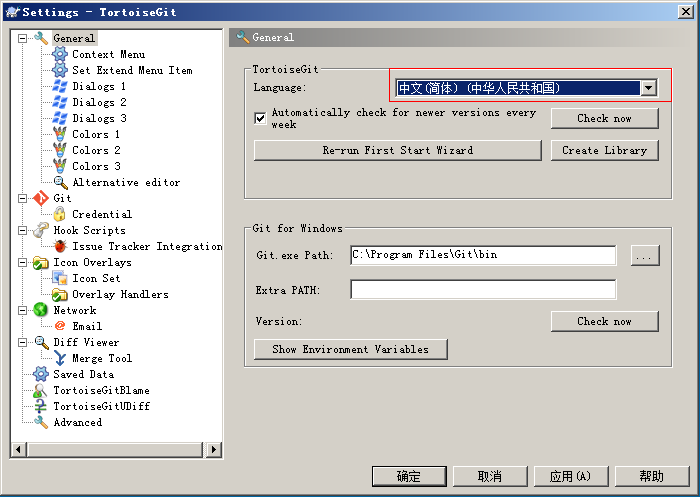 Settings - TortoiseGit
General
Context Menu
Set Extend Menu Item
Dialogs 1
Dialogs 2
Dialogs 3
Colors 1
Colors 2
Colors 3
Alternative editor
Git
Credential
Hook Scripts
Issue Tracker Integration
Icon Overlays
Icon Set
Overlay Handlers
Network
Email
Diff Viewer
Merge Tool
Saved Data
TortoiseGitBlame
TortoiseGitUDiff
Advanced
General
TortoiseGit
Language:
中文(简体) (中华人民共和国)
Automatically check for newer versions every
week
Check now
Re-run First Start Wizard
Create Library
Git for Windows
Git.exe Path:
C:\Program Files\Git\bin
...
Extra PATH:
Version:
Check now
Show Environment Variables
确定
取消
应用(A)
帮助